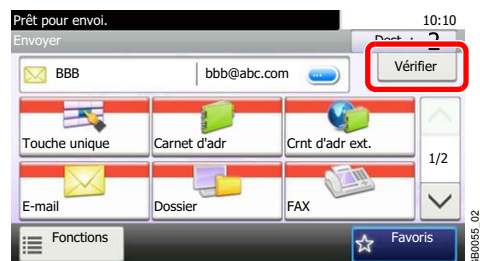 Prêt pour envoi. 10:10
Envoyer Dest. : 2
BBB bbb@abc.com Vérifier
Touche unique Carnet d'adr Crnt d'adr ext.
1/2
E-mail Dossier FAX
Fonctions Favoris
GB0055_02